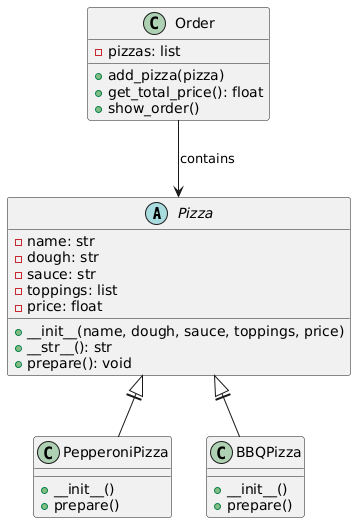 C Order
pizzas: list
add_pizza(pizza)
get_total_price(): float
show_order()
contains
A Pizza
name: str
dough: str
sauce: str
toppings: list
price: float
__init__(name, dough, sauce, toppings, price)
__str__(): str
prepare(): void
C PepperoniPizza
__init__()
prepare()
C BBQPizza
__init__()
prepare()